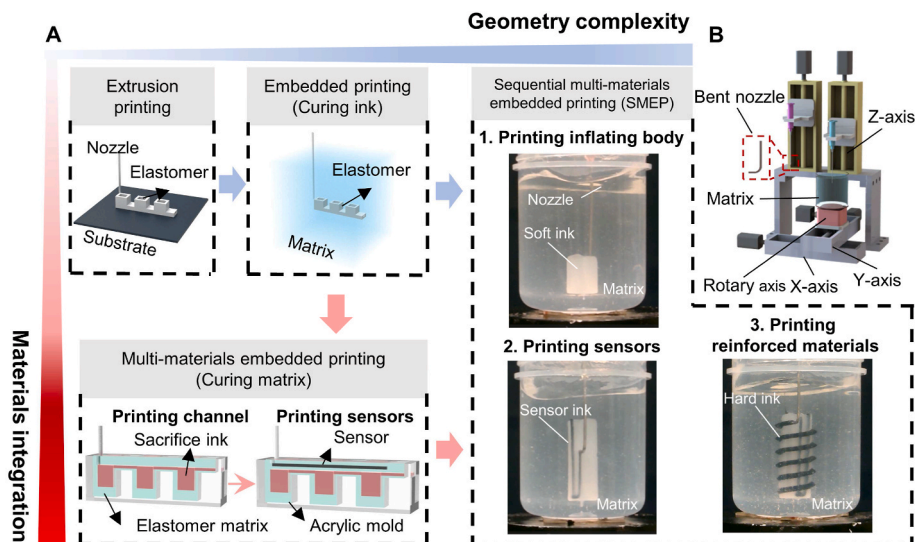 Geometry complexity
A
B
Materials integration
Extrusion
printing
Nozzle
Elastomer
Substrate
Embedded printing
(Curing ink)
Elastomer
Matrix
Sequential multi-materials
embedded printing (SMEP)
1. Printing inflating body
Nozzle
Soft ink
Matrix
Bent nozzle
Z-axis
Matrix
Rotary axis
X-axis
Y-axis
Multi-materials embedded printing
(Curing matrix)
Printing channel
Sacrifice ink
Printing sensors
Sensor
Elastomer matrix
Acrylic mold
2. Printing sensors
Sensor ink
Matrix
3. Printing
reinforced materials
Hard ink
Matrix